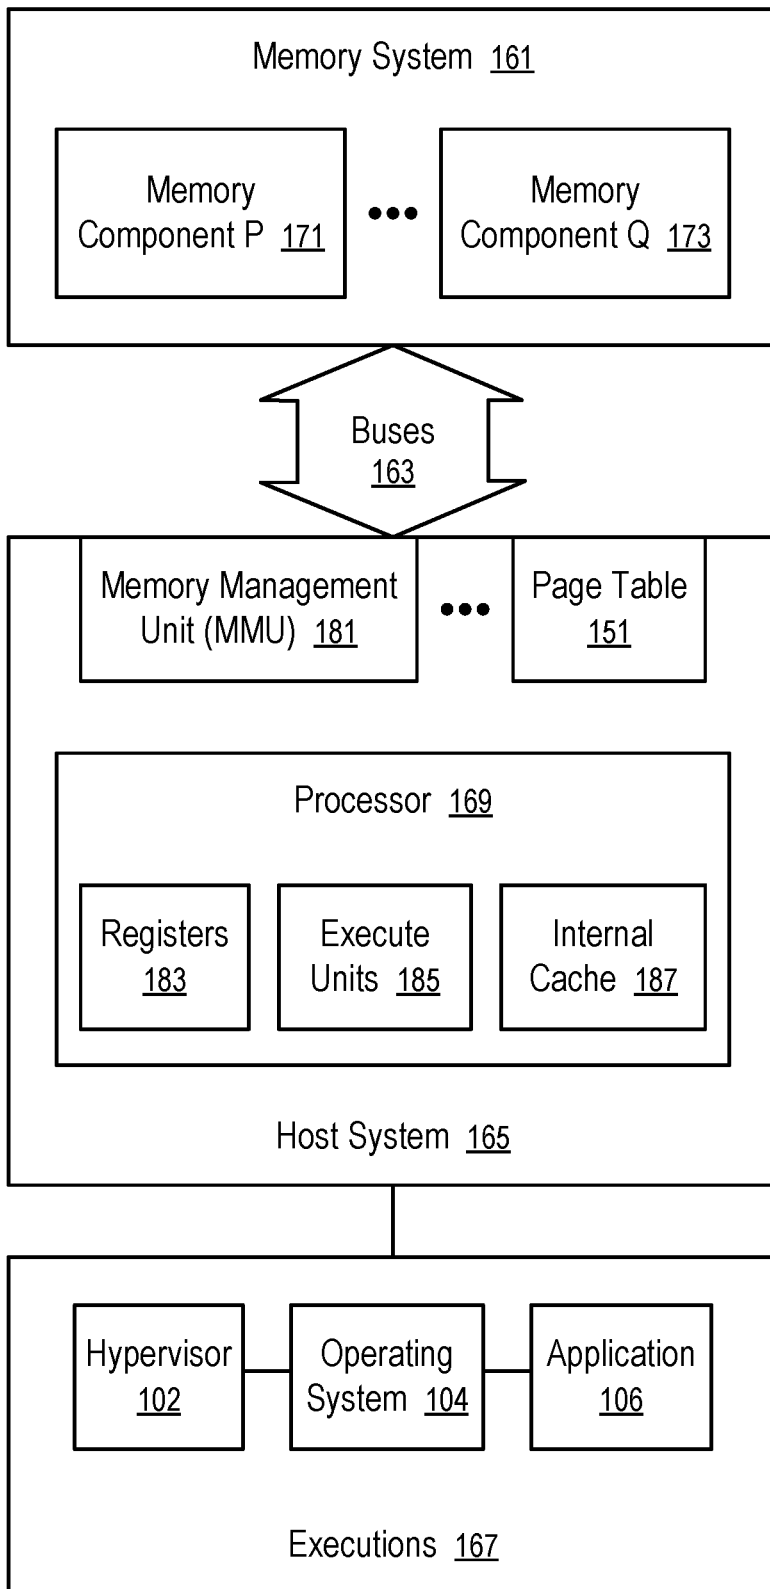 Memory System 161
Memory
Component P 171
Memory
Component Q 173
Buses
163
Memory Management
Unit (MMU) 181
Page Table
151
Processor 169
Registers
183
Execute
Units 185
Internal
Cache 187
Host System 165
Hypervisor
102
Operating
System 104
Application
106
Executions 167